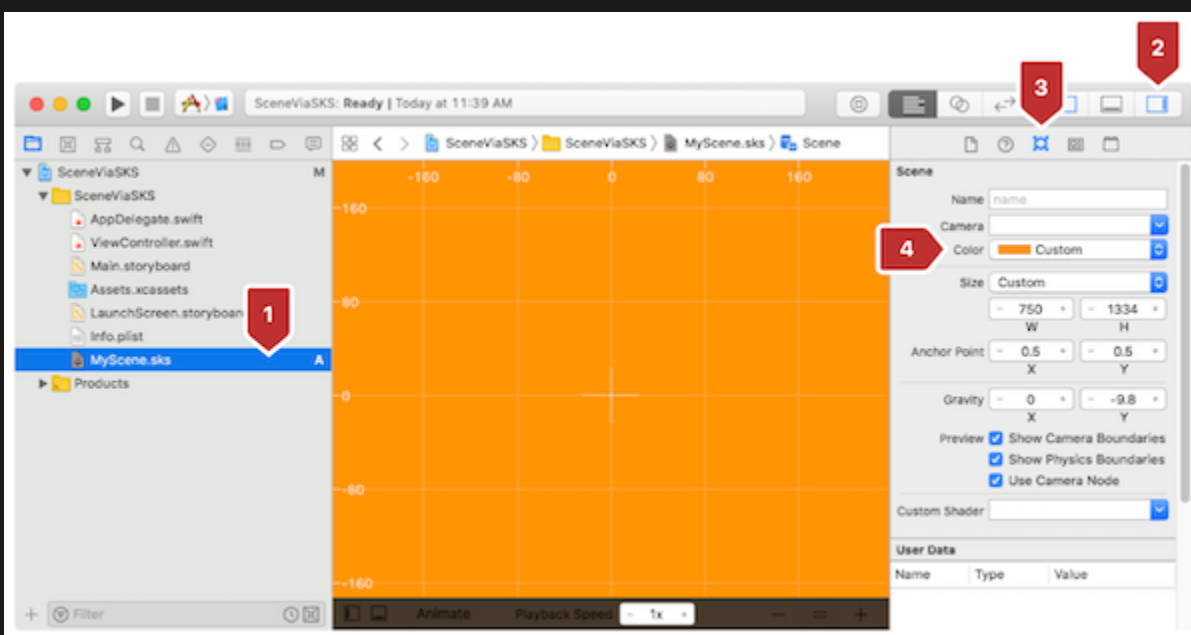 2
3
SceneViaSKS: Ready | Today at 11:39 AM
SceneViaSKS
M
SceneViaSKS
AppDelegate.swift
ViewController.swift
Main.storyboard
Assets.xcassets
LaunchScreen.storyboar
1
Info.plist
MyScene.sks
A
Products
Filter
SceneViaSKS
SceneViaSKS
MyScene.sks
Scene
-160
-80
0
80
160
160
80
0
-80
-160
Animate
Playback Speed
- 1x +
Scene
Name name
Camera
4
Color Custom
Size Custom
- 750 + - 1334 +
W H
Anchor Point - 0.5 + - 0.5 +
X Y
Gravity - 0 + - -9.8 +
X Y
Preview Show Camera Boundaries
Show Physics Boundaries
Use Camera Node
Custom Shader
User Data
Name Type Value